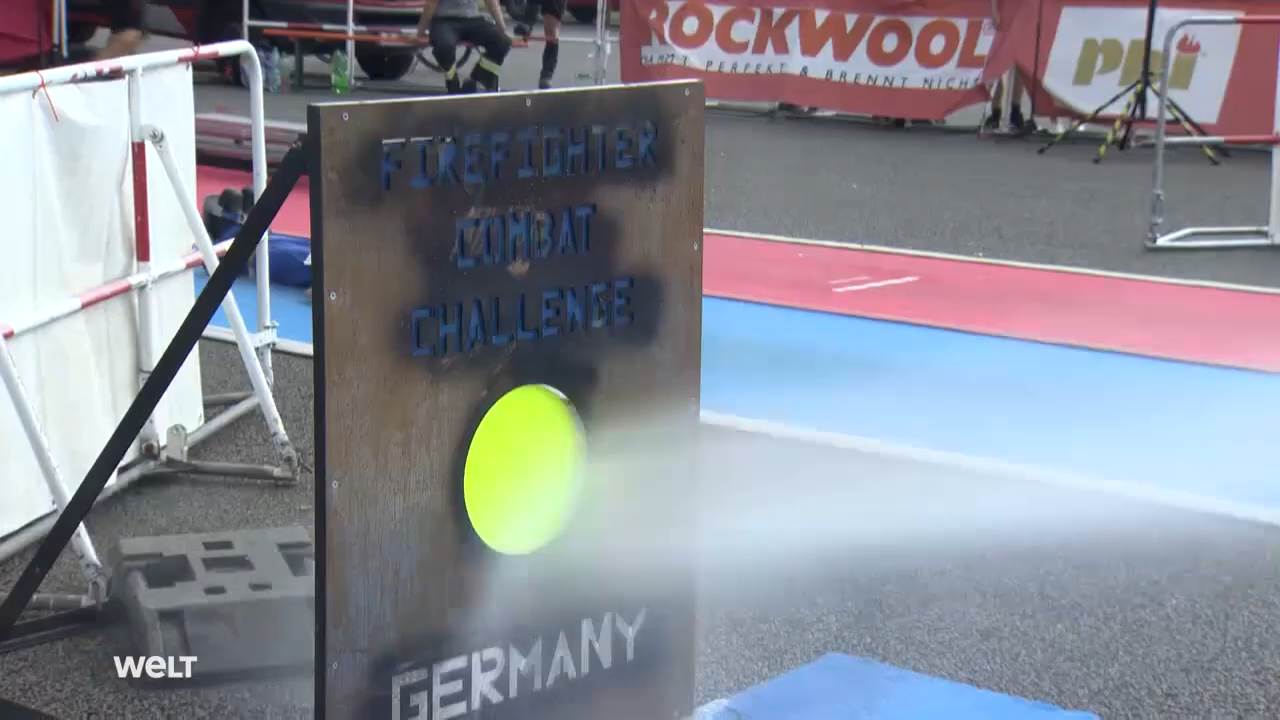 ROCKWOOL
DÄMMT PERFEKT & BRENNT NICHT
FIREFIGHTER
COMBAT
CHALLENGE
GERMANY
WELT